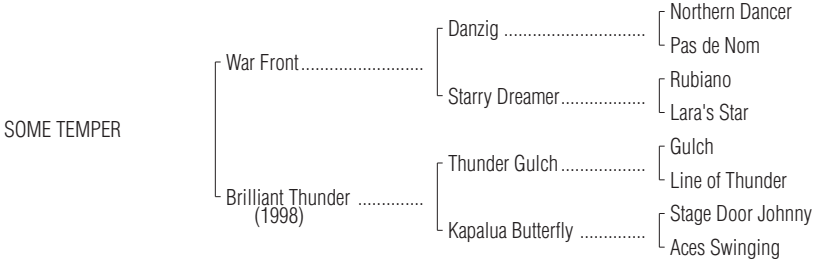 Northern Dancer
Danzig ..............................
Pas de Nom
War Front..........................
Rubiano
Starry Dreamer..................
Lara's Star
SOME TEMPER
Gulch
Thunder Gulch..................
Line of Thunder
Brilliant Thunder ..............
(1998)
Stage Door Johnny
Kapalua Butterfly ..............
Aces Swinging